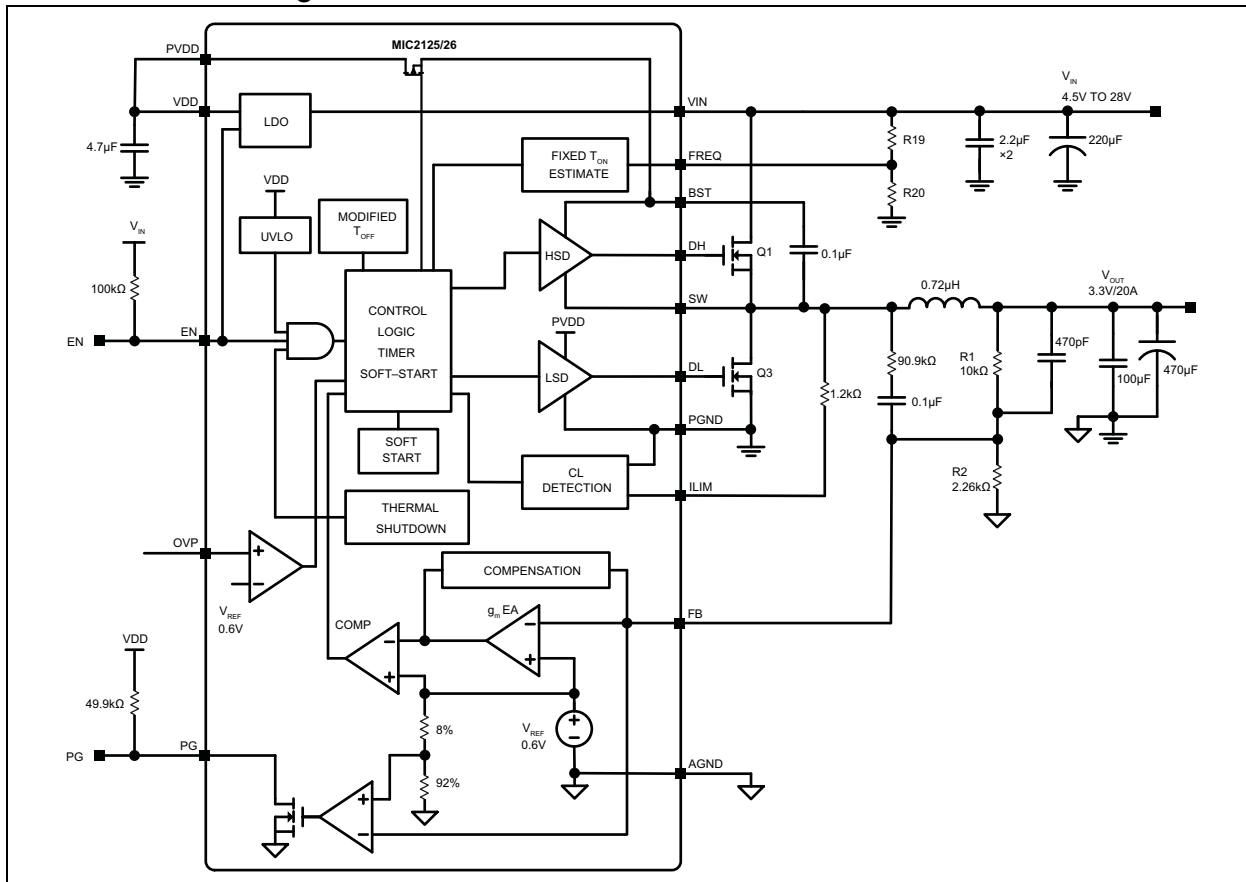 MIC2125/26
PVDD
VDD
LDO
4.7µF
VIN
V_IN
4.5V TO 28V
R19
2.2µF
×2
220µF
FIXED T_ON
ESTIMATE
FREQ
R20
VDD
UVLO
MODIFIED
T_OFF
BST
V_IN
100kΩ
HSD
DH
Q1
0.1µF
SW
0.72µH
V_OUT
3.3V/20A
EN
EN
CONTROL
LOGIC
TIMER
SOFT–START
PVDD
LSD
DL
Q3
1.2kΩ
90.9kΩ
0.1µF
R1
10kΩ
470pF
100µF
470µF
PGND
SOFT
START
CL
DETECTION
ILIM
R2
2.26kΩ
THERMAL
SHUTDOWN
OVP
+
−
V_REF
0.6V
COMPENSATION
g_m EA
FB
COMP
−
+
−
+
VDD
49.9kΩ
8%
V_REF
0.6V
+
−
PG
PG
92%
AGND
+
−